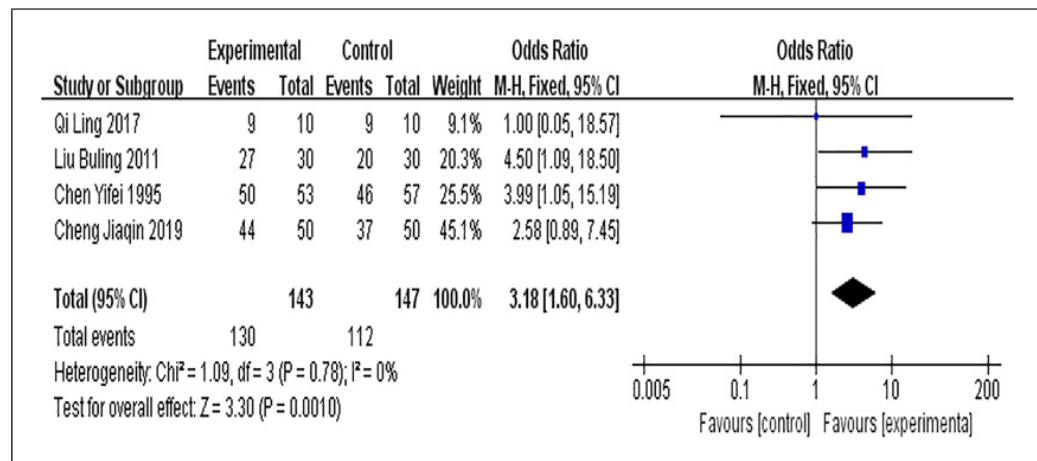 Experimental Control Odds Ratio Odds Ratio
Study or Subgroup Events Total Events Total Weight M-H, Fixed, 95% CI M-H, Fixed, 95% CI
Qi Ling 2017 9 10 9 10 9.1% 1.00 [0.05, 18.57]
Liu Buling 2011 27 30 20 30 20.3% 4.50 [1.09, 18.50]
Chen Yifei 1995 50 53 46 57 25.5% 3.99 [1.05, 15.19]
Cheng Jiaqin 2019 44 50 37 50 45.1% 2.58 [0.89, 7.45]
Total (95% CI) 143 147 100.0% 3.18 [1.60, 6.33]
Total events 130 112
Heterogeneity: Chi² = 1.09, df = 3 (P = 0.78); I² = 0%
Test for overall effect: Z = 3.30 (P = 0.0010)
0.005 0.1 1 10 200
Favours [control] Favours [experimenta]